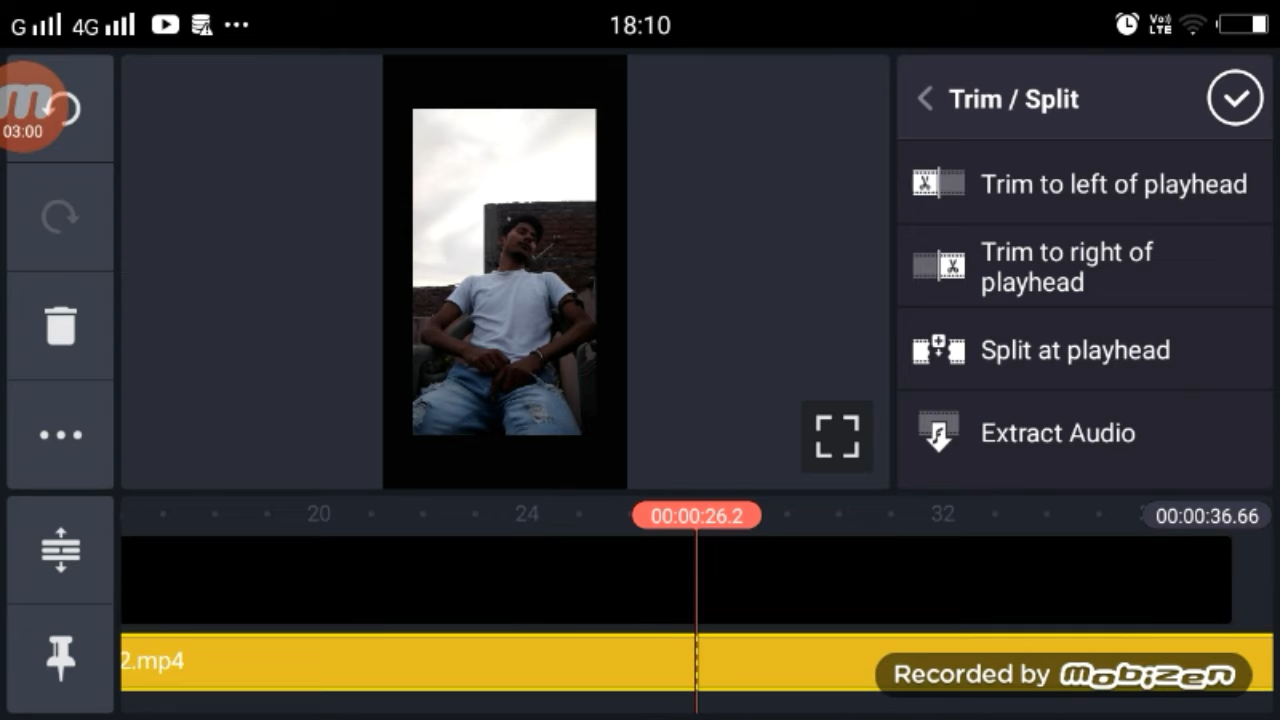 G 4G 18:10 Vo)) LTE
03:00
Trim / Split
Trim to left of playhead
Trim to right of
playhead
Split at playhead
Extract Audio
20 24 00:00:26.2 32 00:00:36.66
2.mp4
Recorded by mobizen